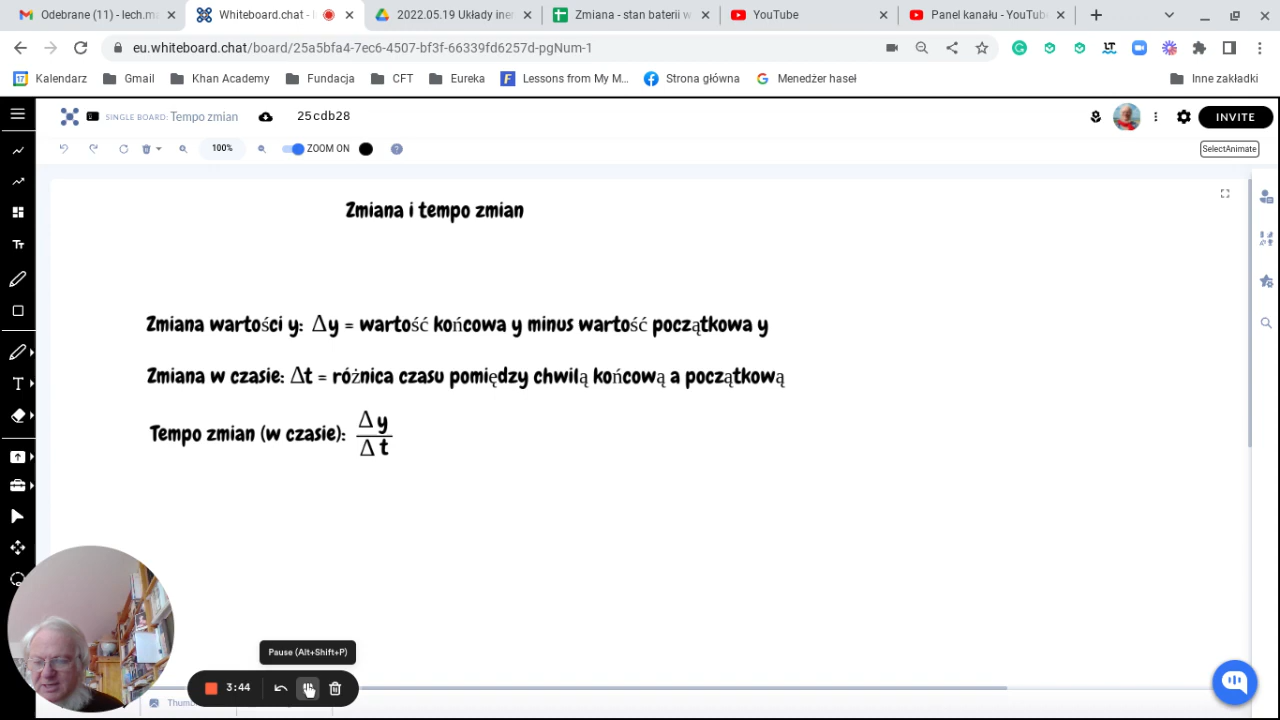 Odebrane (11) - lech.m
Whiteboard.chat - i
2022.05.19 Układy iner
Zmiana - stan baterii w
YouTube
Panel kanału - YouTub
eu.whiteboard.chat/board/25a5bfa4-7ec6-4507-bf3f-66339fd6257d-pgNum-1
Kalendarz
Gmail
Khan Academy
Fundacja
CFT
Eureka
Lessons from My M...
Strona główna
Menedżer haseł
Inne zakładki
SINGLE BOARD: Tempo zmian
25cdb28
INVITE
100%
ZOOM ON
SelectAnimate
Zmiana i tempo zmian
Zmiana wartości y: Δy = wartość końcowa y minus wartość początkowa y
Zmiana w czasie: Δt = różnica czasu pomiędzy chwilą końcową a początkową
Tempo zmian (w czasie): Δy
Δt
Pause (Alt+Shift+P)
3:44